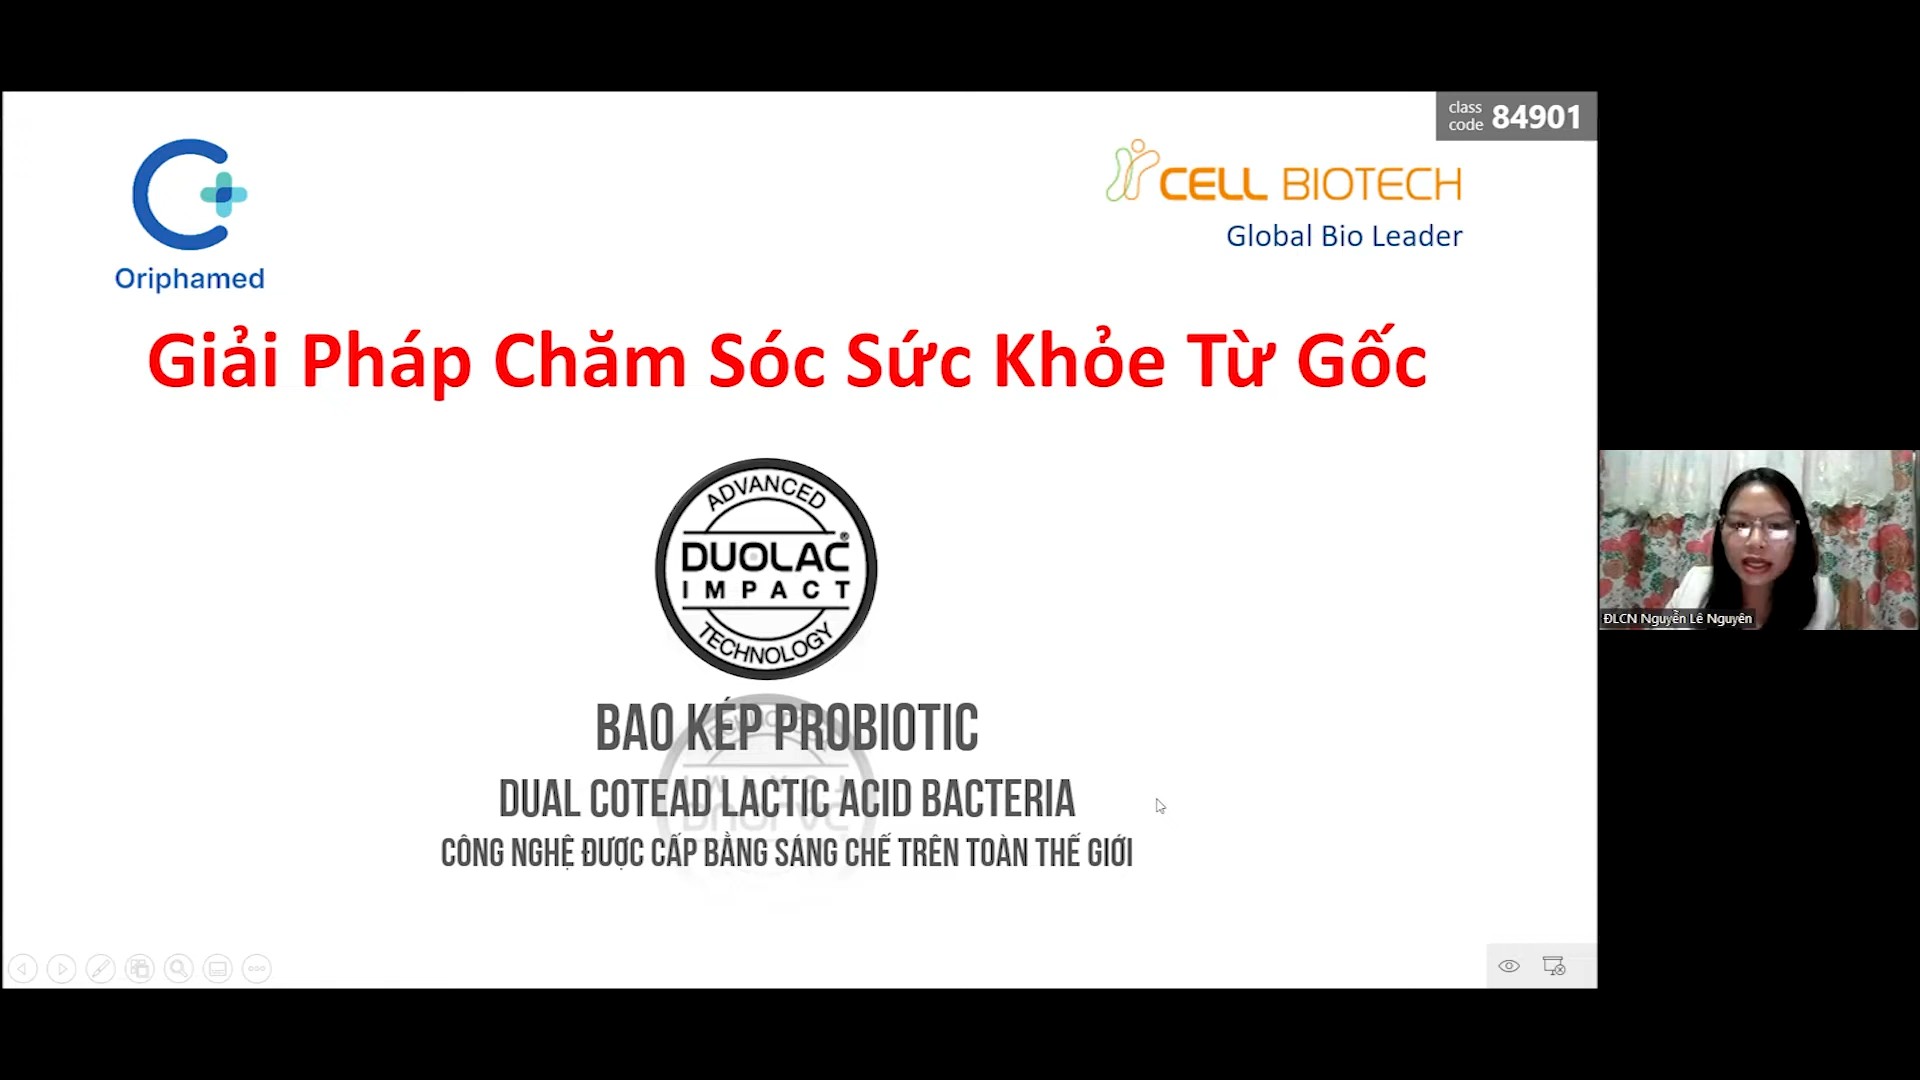 class
code 84901
Oriphamed
CELL BIOTECH
Global Bio Leader
Giải Pháp Chăm Sóc Sức Khỏe Từ Gốc
ADVANCED
DUOLAC®
IMPACT
TECHNOLOGY
BAO KÉP PROBIOTIC
DUAL COTEAD LACTIC ACID BACTERIA
CÔNG NGHỆ ĐƯỢC CẤP BẰNG SÁNG CHẾ TRÊN TOÀN THẾ GIỚI
ĐLCN Nguyễn Lê Nguyên